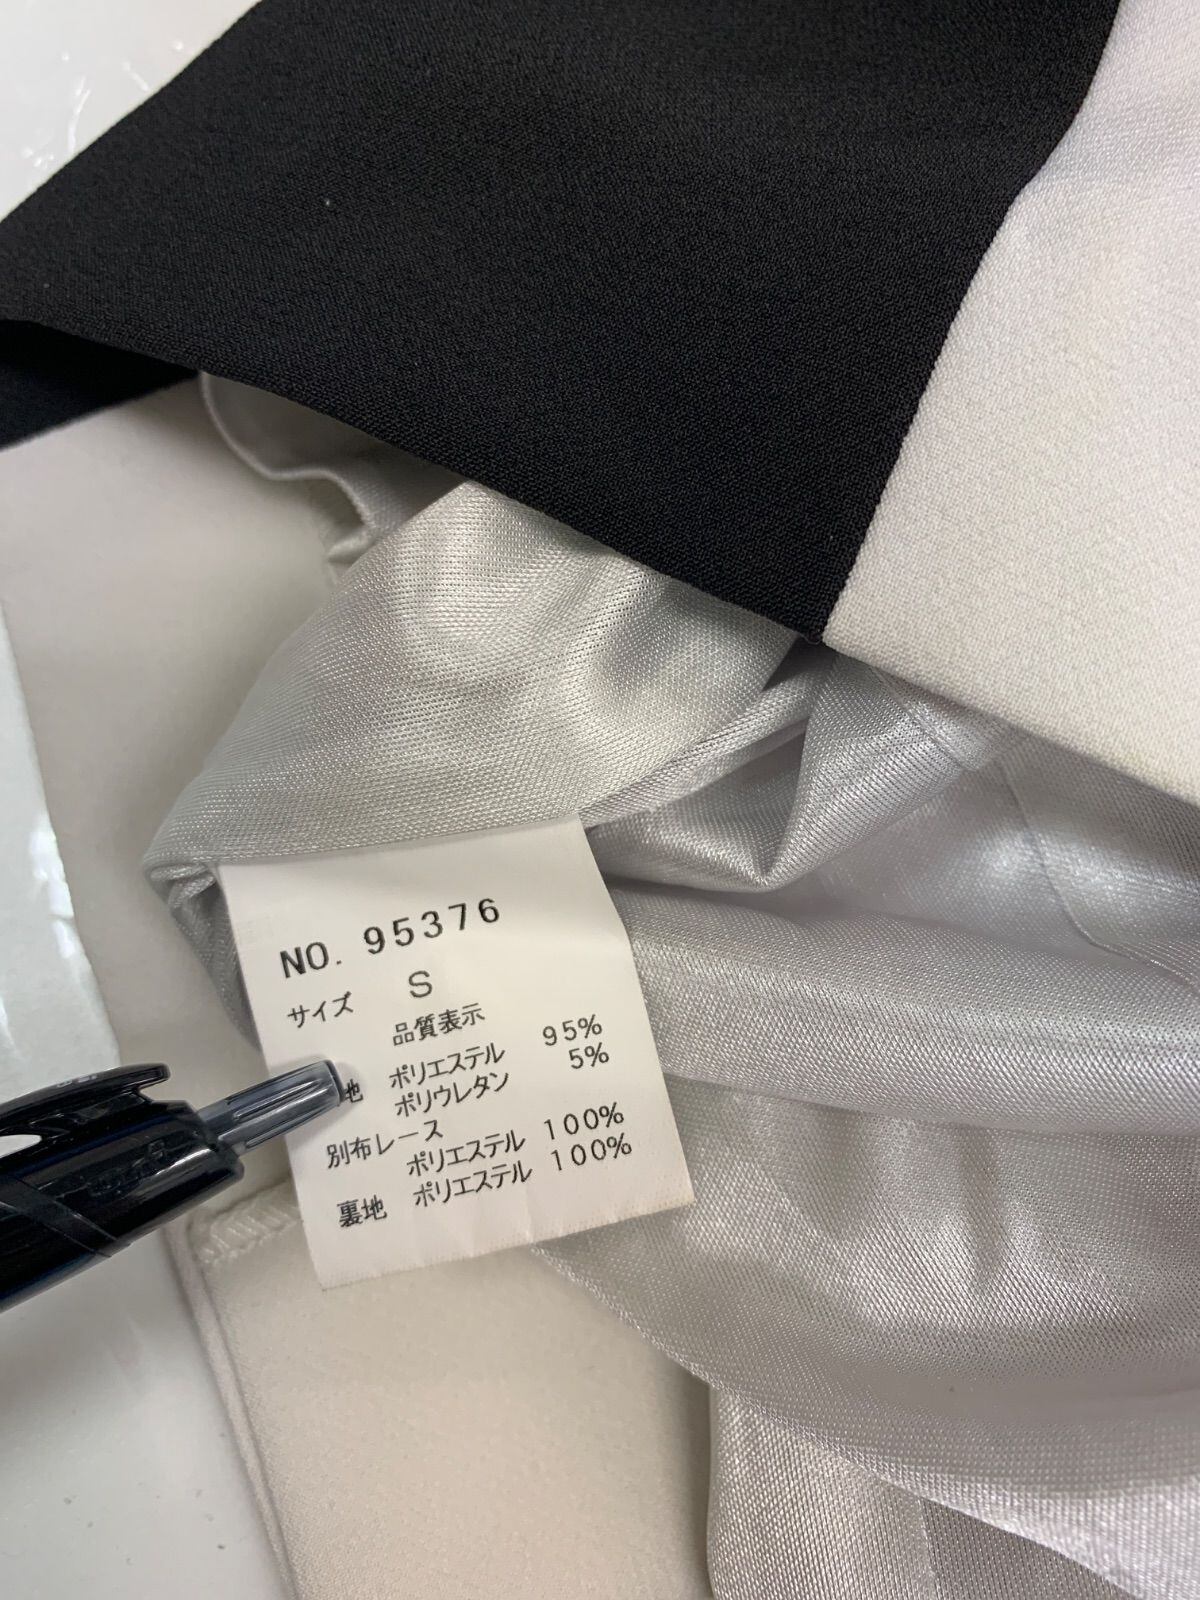 NO. 95376
サイズ S
品質表示
地 ポリエステル 95%
ポリウレタン 5%
別布レース
ポリエステル 100%
裏地 ポリエステル 100%